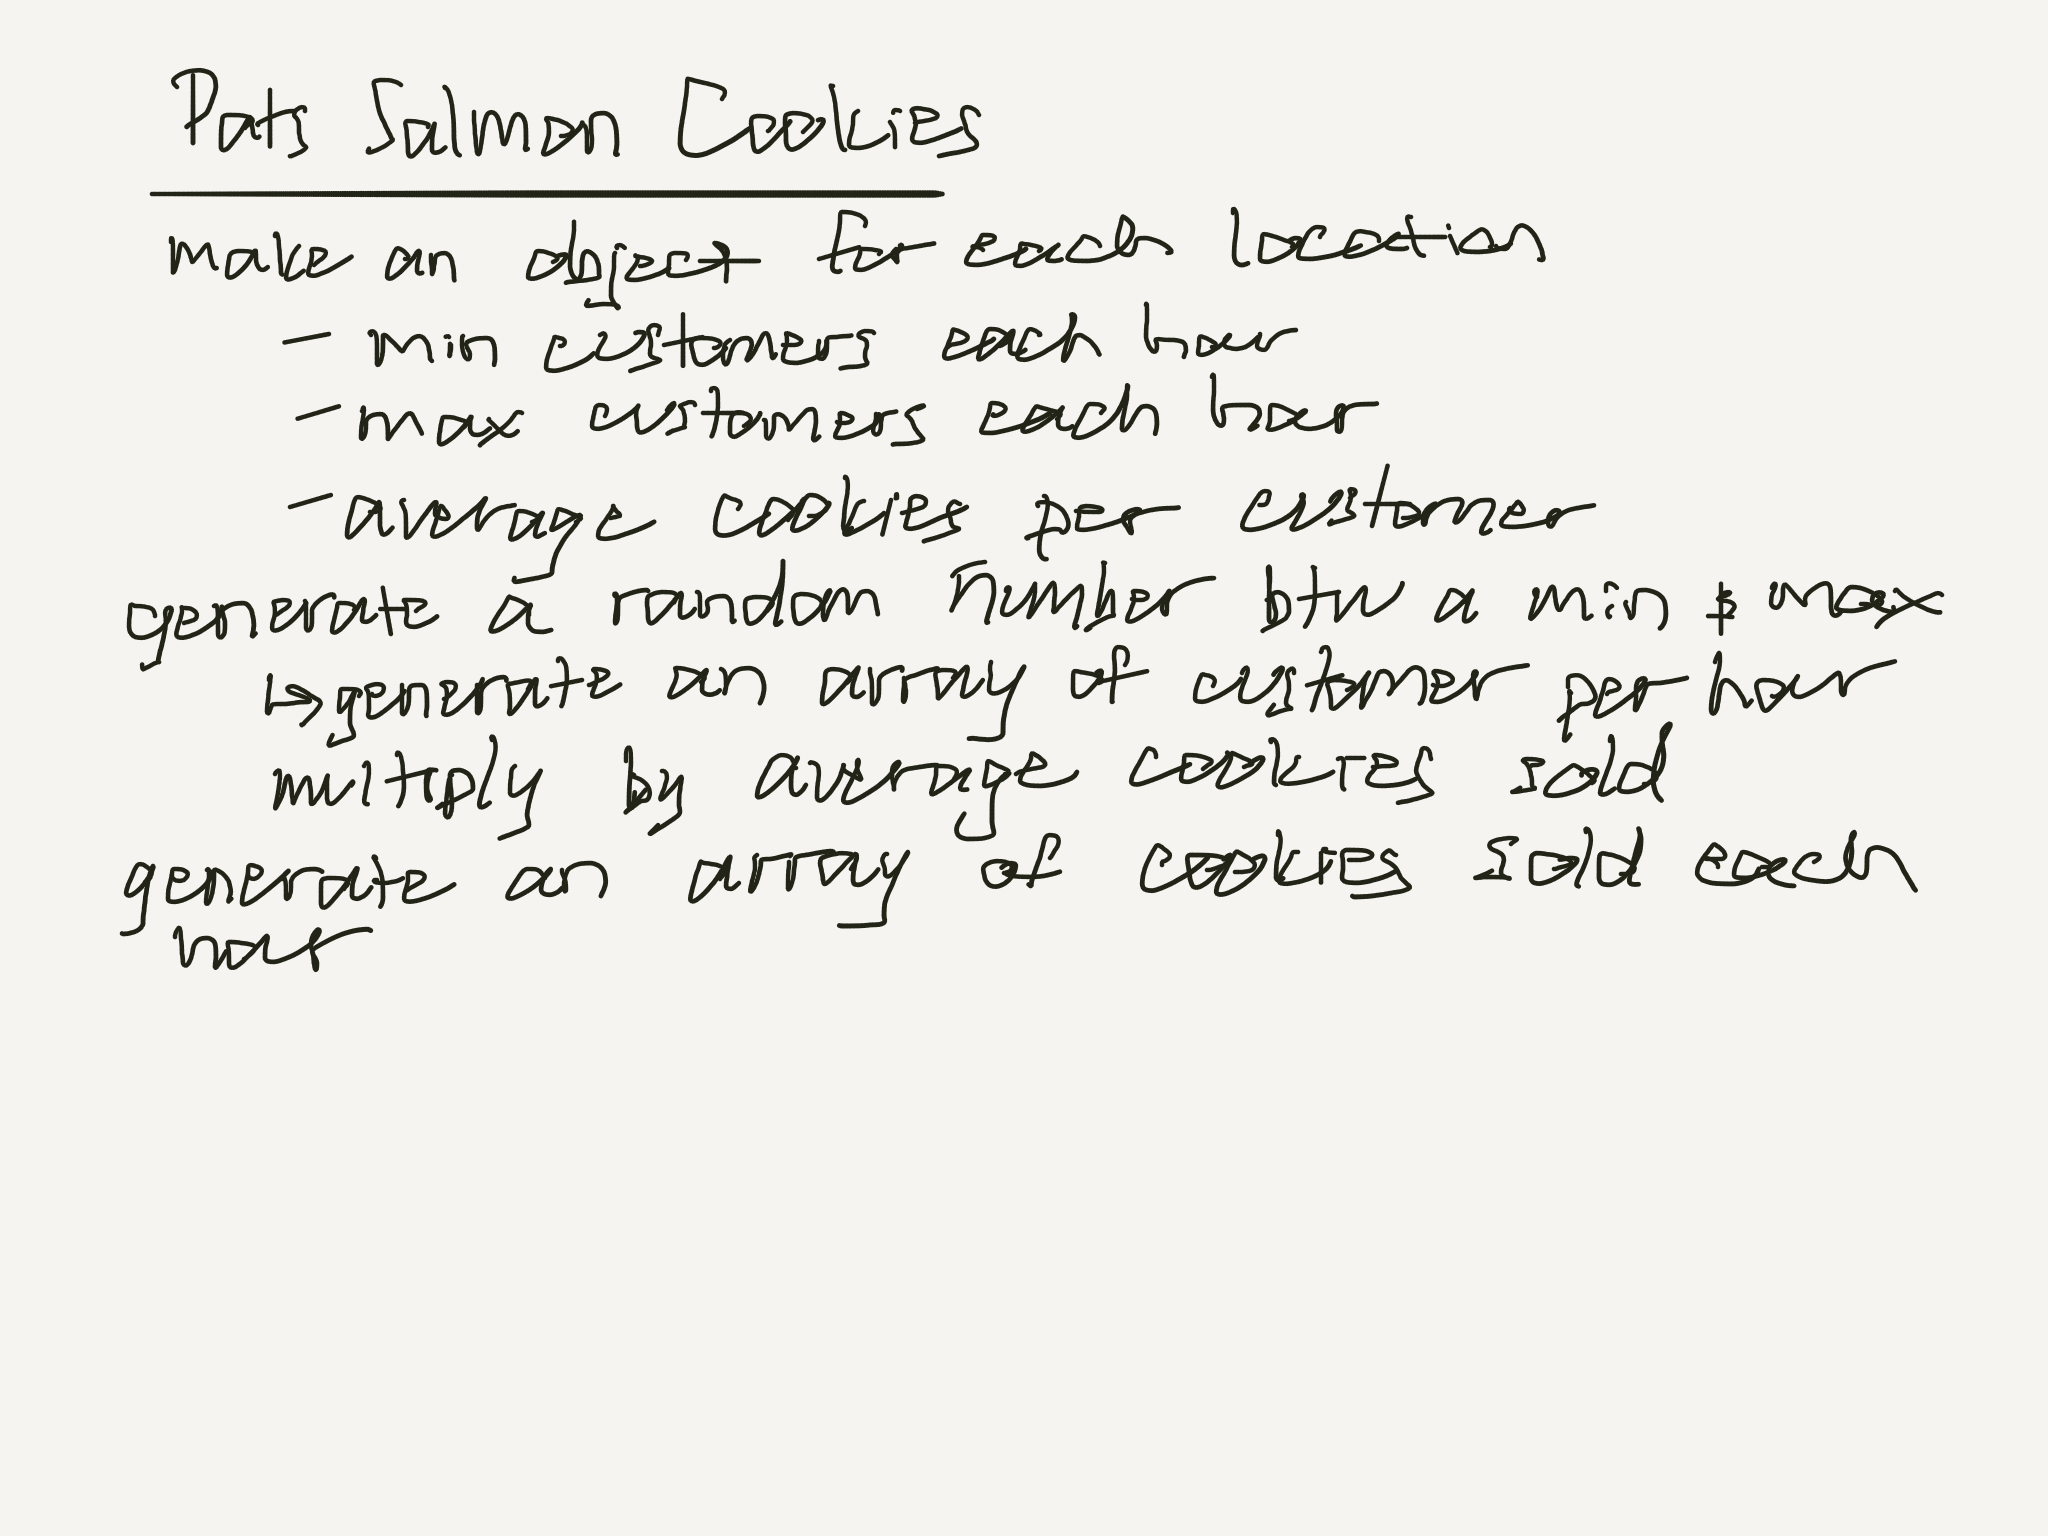 Pats Salmon Cookies
make an object for each location
- min customers each hour
- max customers each hour
- average cookies per customer
generate a random number btw a min & max
↳ generate an array of customer per hour
multiply by average cookies sold
generate an array of cookies sold each
hour